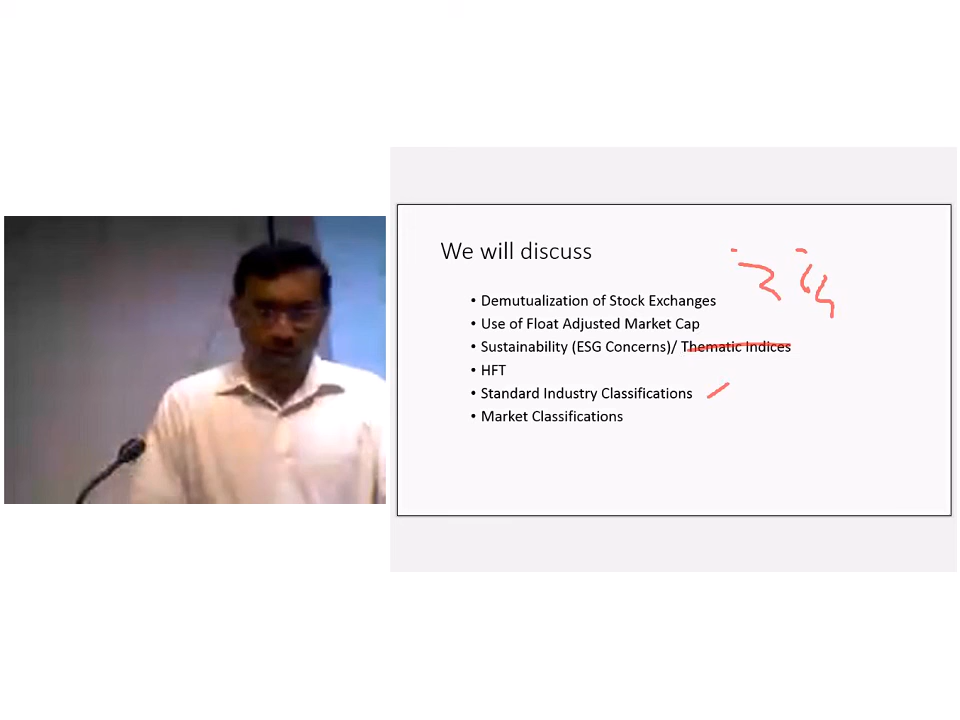 We will discuss
• Demutualization of Stock Exchanges
• Use of Float Adjusted Market Cap
• Sustainability (ESG Concerns)/ Thematic Indices
• HFT
• Standard Industry Classifications
• Market Classifications